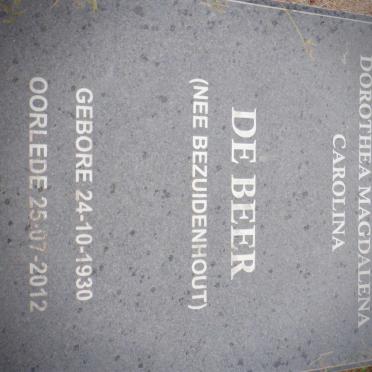 DOROTHEA MAGDALENA
CAROLINA
DE BEER
(NEE BEZUIDENHOUT)
GEBORE 24-10-1930
OORLEDE 25-07-2012